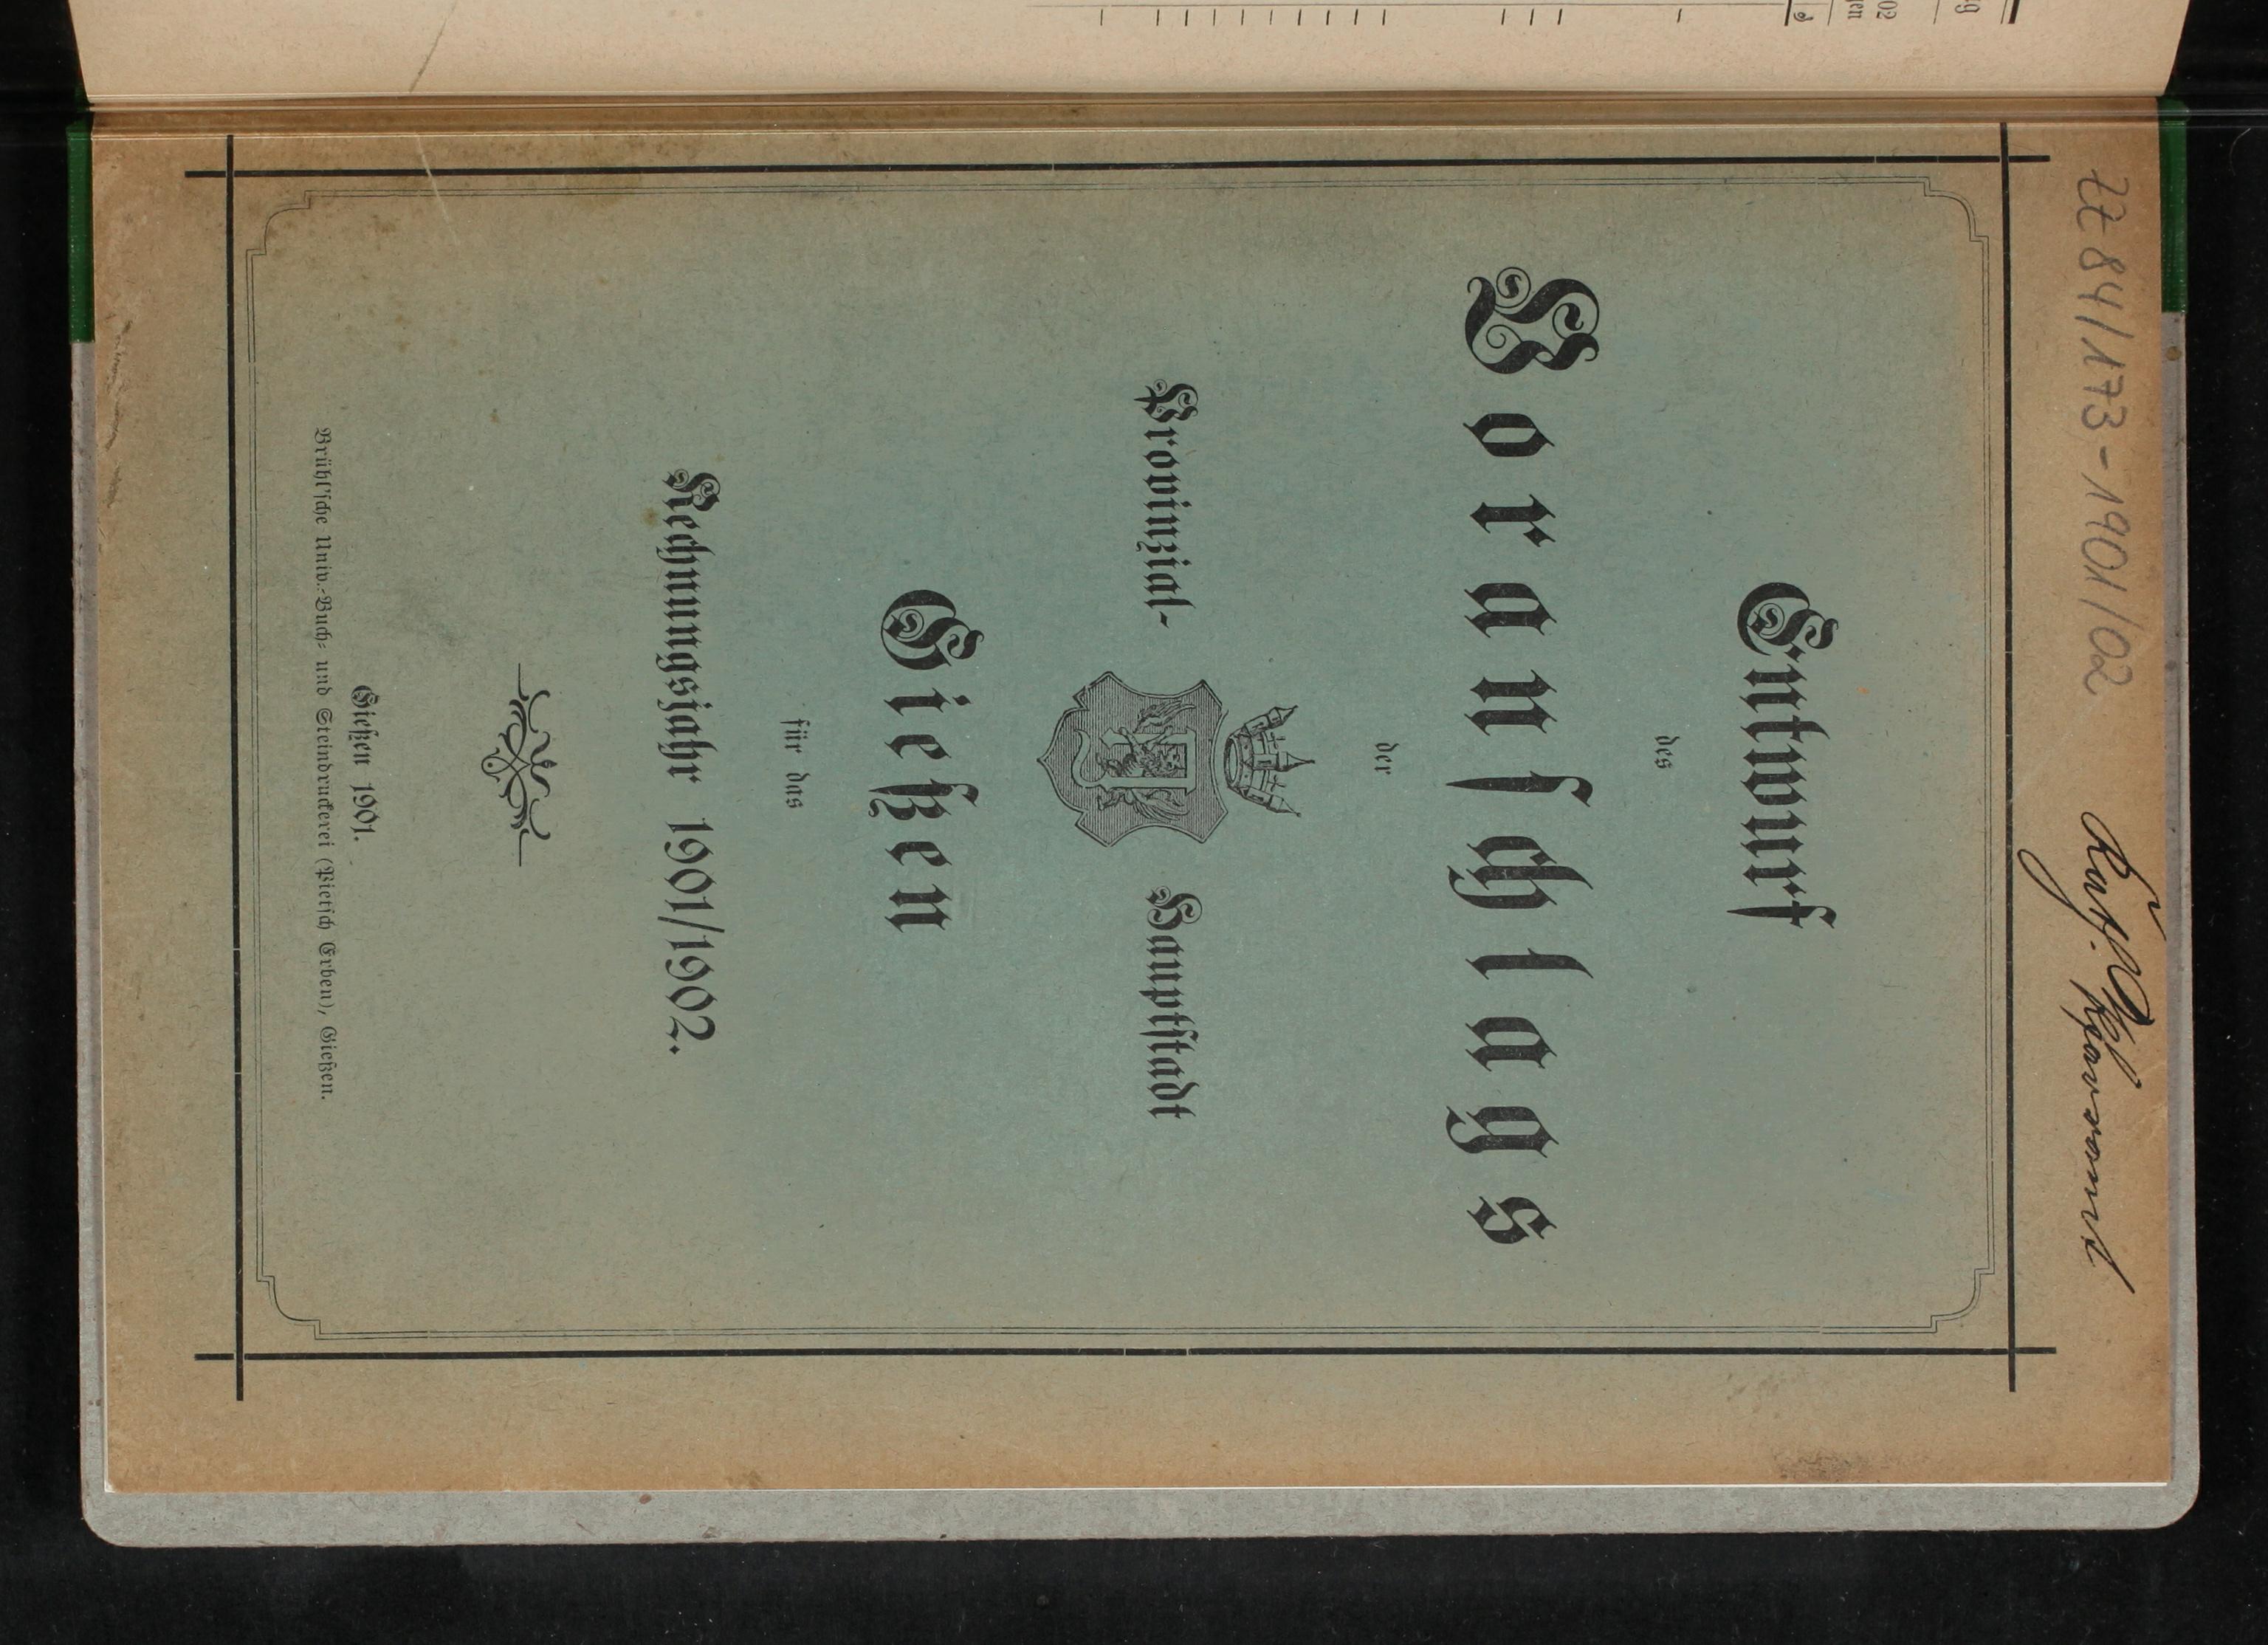 ZZ 84/173-1901/02
Entwurf
des
Voranſchlags
der
Provinzial- Hauptſtadt
Gießen
für das
Rechnungsjahr 1901/1902.
Gießen 1901.
Brühl'ſche Univ.-Buch- und Steindruckerei (Pietſch Erben), Gießen.